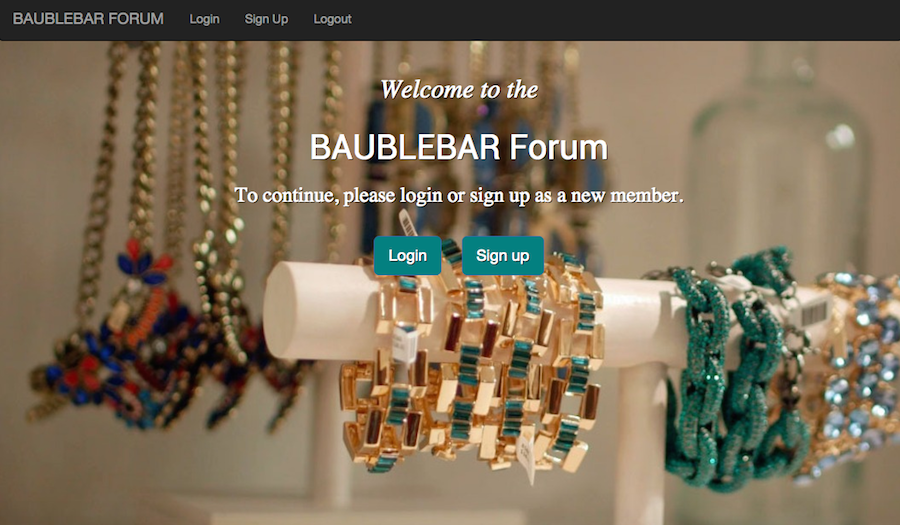 BAUBLEBAR FORUM Login Sign Up Logout
Welcome to the
BAUBLEBAR Forum
To continue, please login or sign up as a new member.
Login Sign up